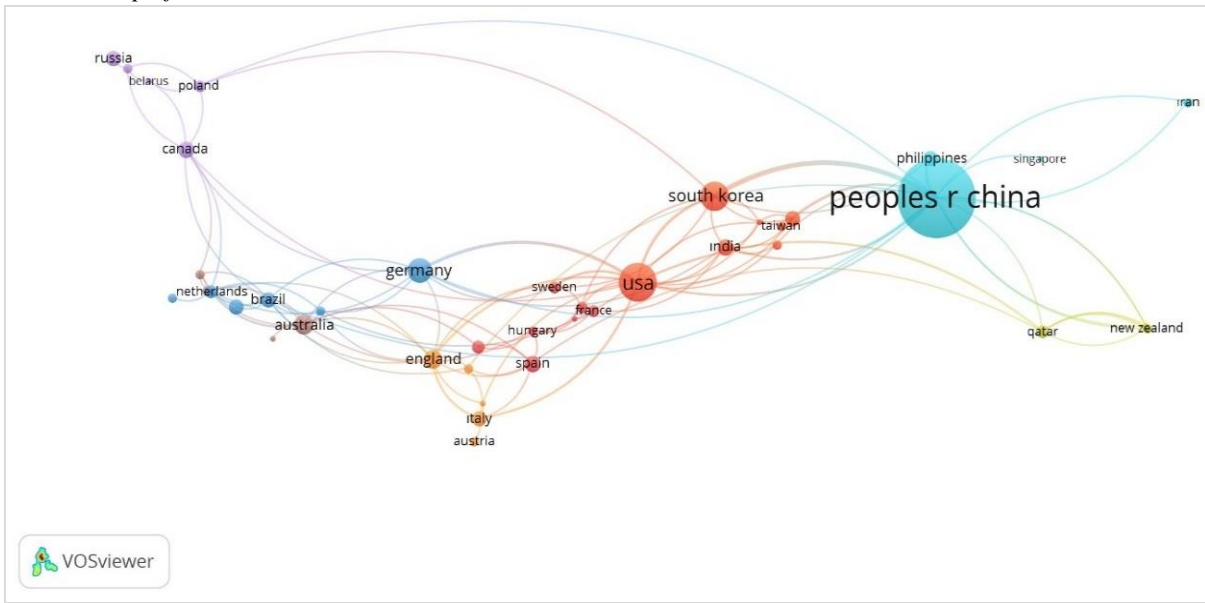 russia
belarus
poland
canada
iran
philippines
singapore
peoples r china
south korea
taiwan
india
germany
usa
sweden
netherlands
brazil
france
australia
hungary
qatar
new zealand
england
spain
italy
austria
VOSviewer